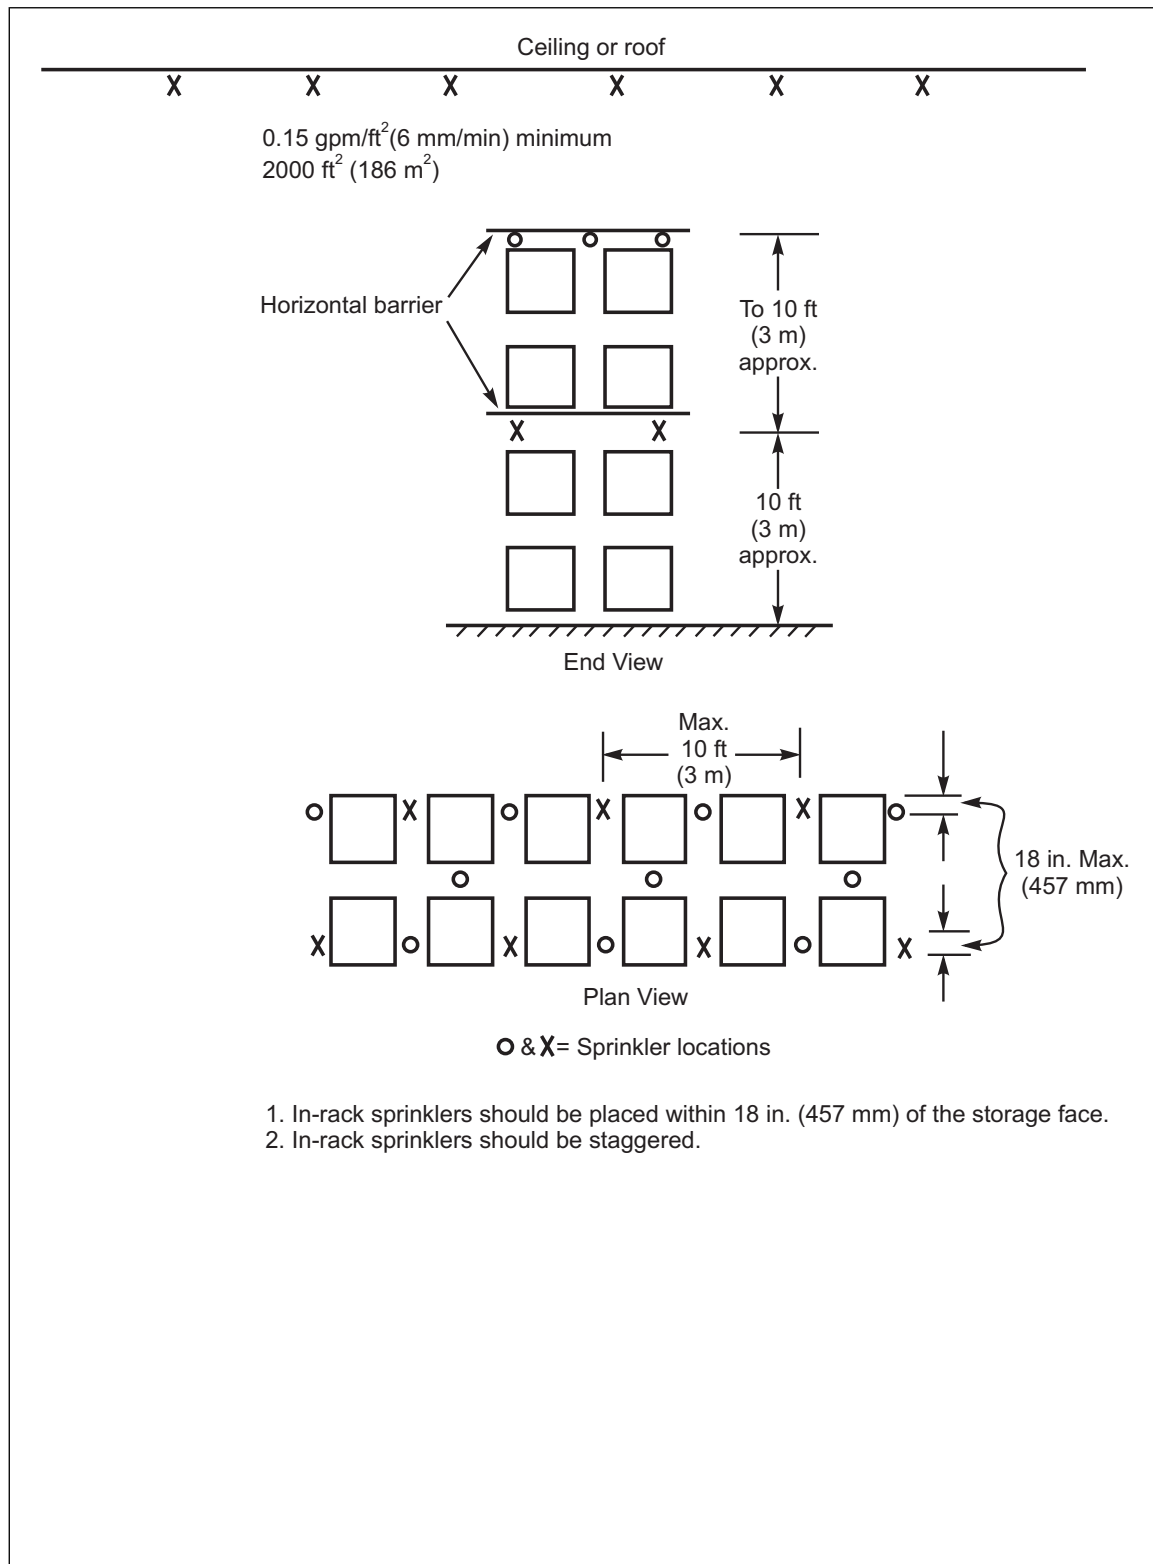 Ceiling or roof
X X X X X X
0.15 gpm/ft²(6 mm/min) minimum
2000 ft² (186 m²)
Horizontal barrier
To 10 ft
(3 m)
approx.
X X
10 ft
(3 m)
approx.
End View
Max.
10 ft
(3 m)
X X X
18 in. Max.
(457 mm)
X X X X
Plan View
O & X= Sprinkler locations
1. In-rack sprinklers should be placed within 18 in. (457 mm) of the storage face.
2. In-rack sprinklers should be staggered.